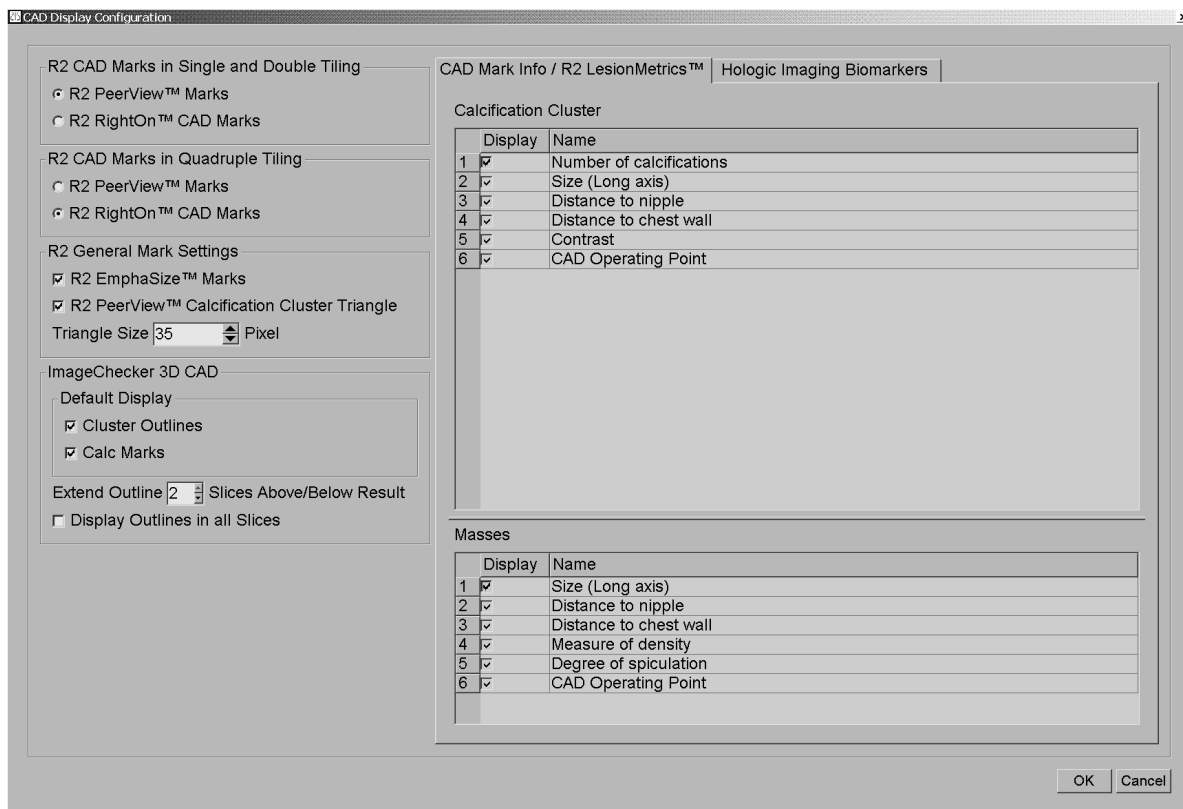 CAD Display Configuration
R2 CAD Marks in Single and Double Tiling
R2 PeerView™ Marks
R2 RightOn™ CAD Marks
R2 CAD Marks in Quadruple Tiling
R2 PeerView™ Marks
R2 RightOn™ CAD Marks
R2 General Mark Settings
R2 EmphaSize™ Marks
R2 PeerView™ Calcification Cluster Triangle
Triangle Size 35 Pixel
ImageChecker 3D CAD
Default Display
Cluster Outlines
Calc Marks
Extend Outline 2 Slices Above/Below Result
Display Outlines in all Slices
CAD Mark Info / R2 LesionMetrics™ Hologic Imaging Biomarkers
Calcification Cluster
Display Name
1 Number of calcifications
2 Size (Long axis)
3 Distance to nipple
4 Distance to chest wall
5 Contrast
6 CAD Operating Point
Masses
Display Name
1 Size (Long axis)
2 Distance to nipple
3 Distance to chest wall
4 Measure of density
5 Degree of spiculation
6 CAD Operating Point
OK Cancel